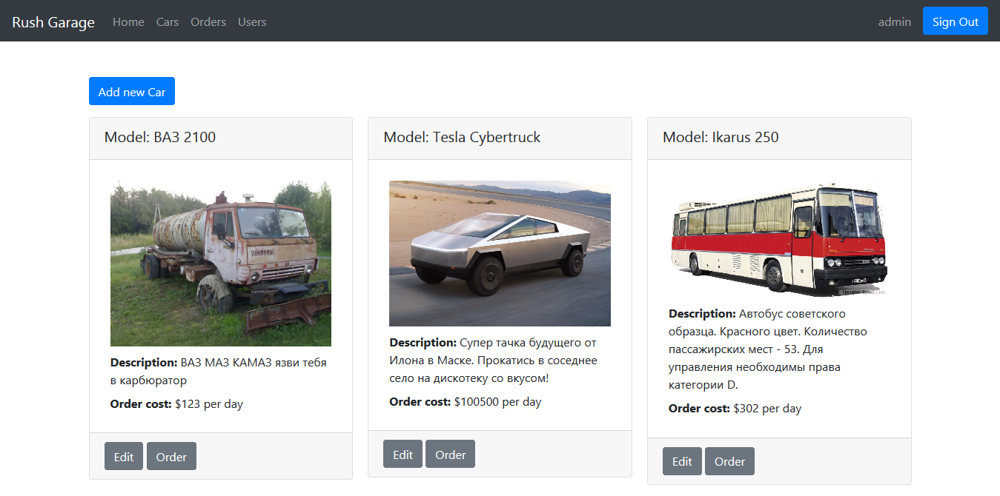 Rush Garage Home Cars Orders Users admin Sign Out
Add new Car
Model: ВАЗ 2100
Description: ВАЗ МАЗ КАМАЗ язви тебя
в карбюратор
Order cost: $123 per day
Edit Order
Model: Tesla Cybertruck
Description: Супер тачка будущего от
Илона в Маске. Прокатись в соседнее
село на дискотеку со вкусом!
Order cost: $100500 per day
Edit Order
Model: Ikarus 250
Description: Автобус советского
образца. Красного цвет. Количество
пассажирских мест - 53. Для
управления необходимы права
категории D.
Order cost: $302 per day
Edit Order